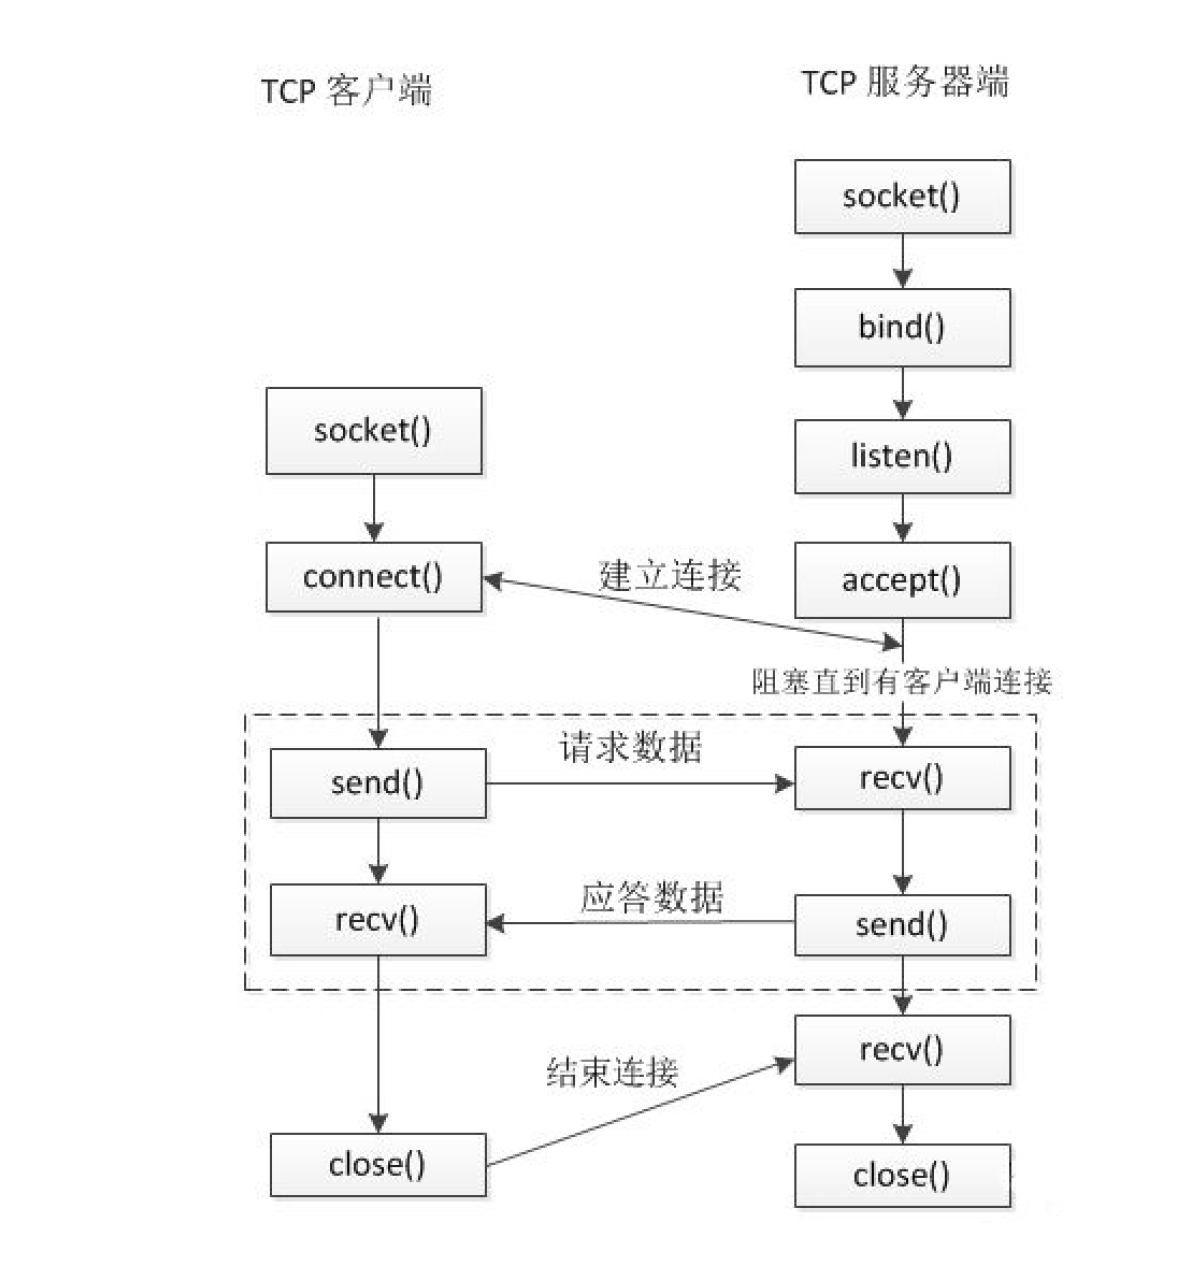 TCP 客户端
TCP 服务器端
socket()
bind()
socket()
listen()
connect()
建立连接
accept()
阻塞直到有客户端连接
请求数据
send()
recv()
应答数据
recv()
send()
recv()
结束连接
close()
close()